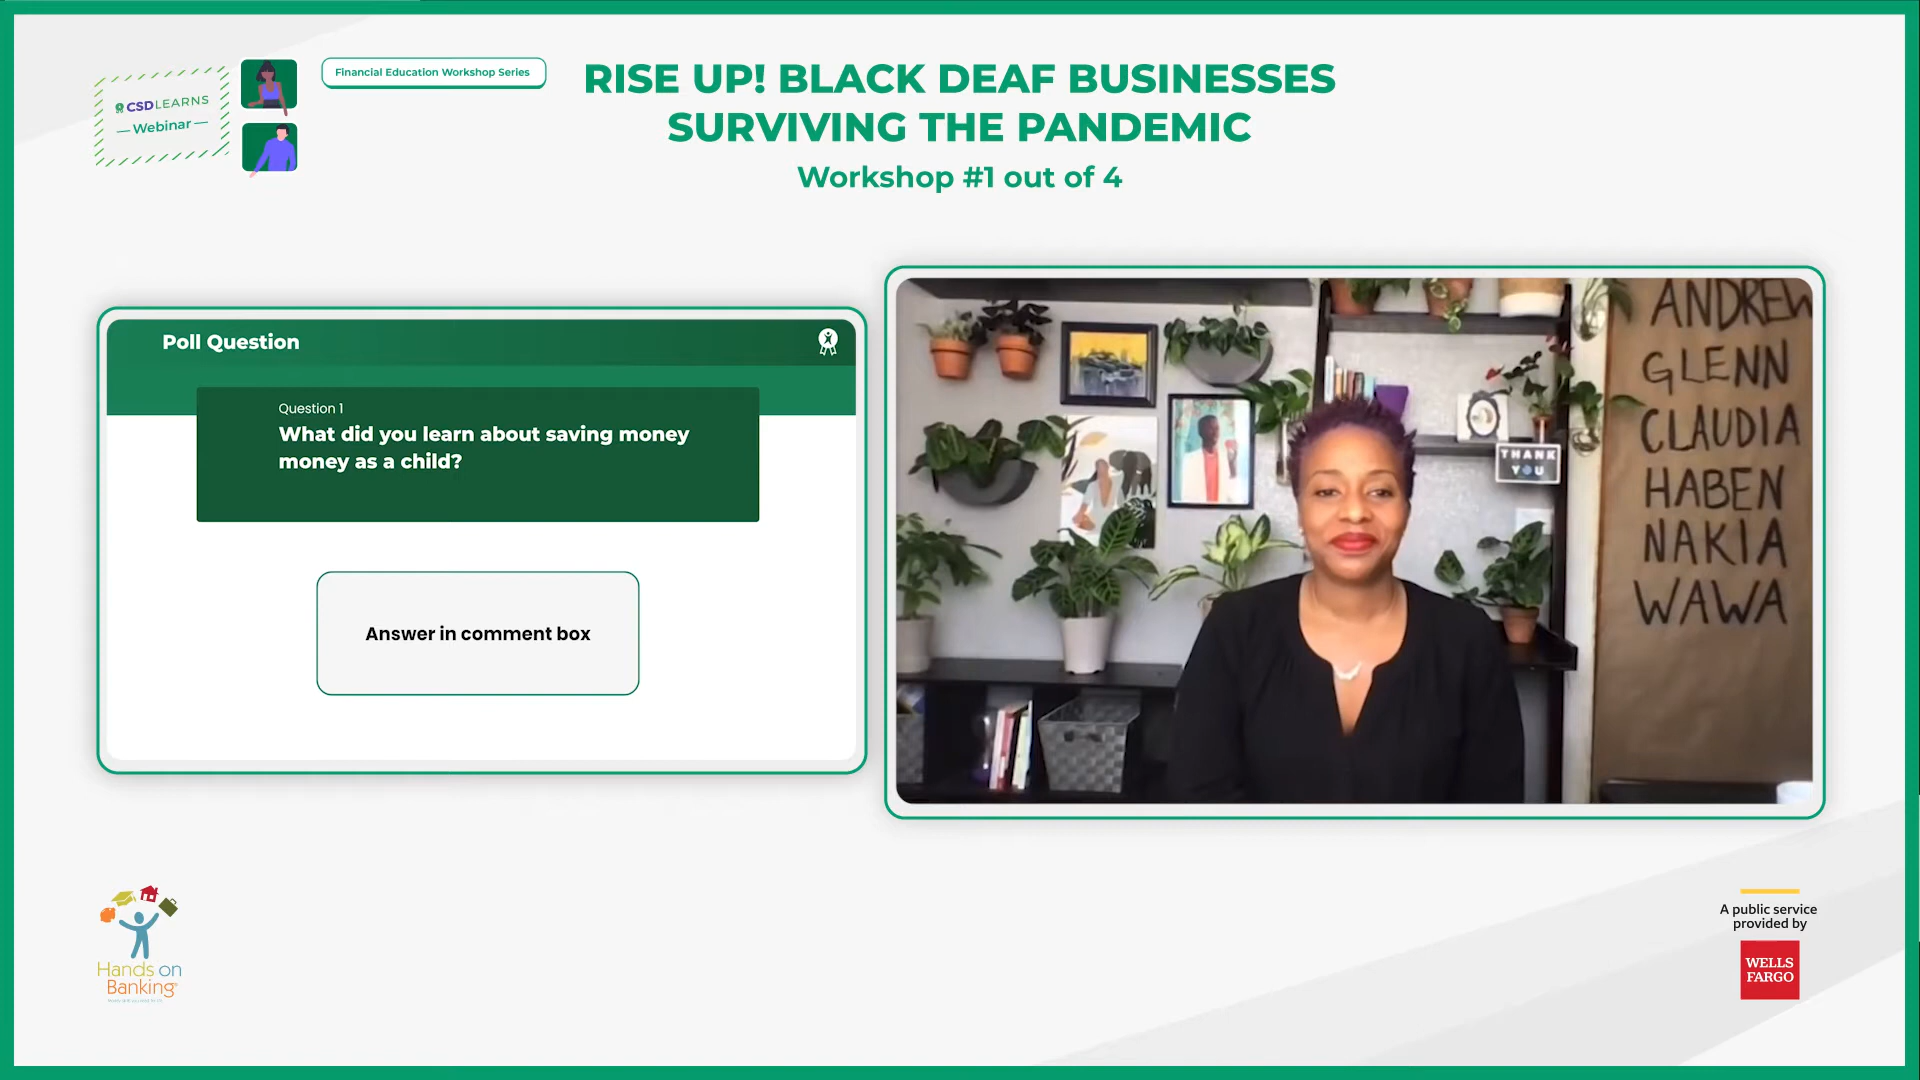 CSDLEARNS
— Webinar —
Financial Education Workshop Series
RISE UP! BLACK DEAF BUSINESSES
SURVIVING THE PANDEMIC
Workshop #1 out of 4
Poll Question
Question 1
What did you learn about saving money
money as a child?
Answer in comment box
THANK
YOU
ANDREW
GLENN
CLAUDIA
HABEN
NAKIA
WAWA
Hands on
Banking®
A public service
provided by
WELLS
FARGO